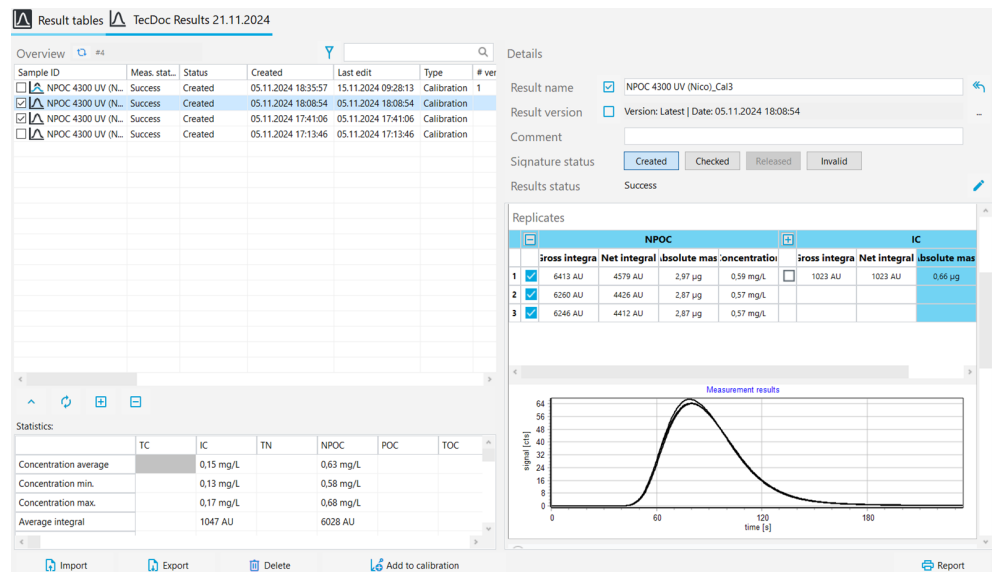 Result tables TecDoc Results 21.11.2024
Overview #4
Sample ID Meas. stat... Status Created Last edit Type # ver
NPOC 4300 UV (N... Success Created 05.11.2024 18:35:57 15.11.2024 09:28:13 Calibration 1
NPOC 4300 UV (N... Success Created 05.11.2024 18:08:54 05.11.2024 18:08:54 Calibration
NPOC 4300 UV (N... Success Created 05.11.2024 17:41:06 05.11.2024 17:41:06 Calibration
NPOC 4300 UV (N... Success Created 05.11.2024 17:13:46 05.11.2024 17:13:46 Calibration
Statistics:
TC IC TN NPOC POC TOC
Concentration average 0,15 mg/L 0,63 mg/L
Concentration min. 0,13 mg/L 0,58 mg/L
Concentration max. 0,17 mg/L 0,68 mg/L
Average integral 1047 AU 6028 AU
Import Export Delete Add to calibration
Details
Result name NPOC 4300 UV (Nico)_Cal3
Result version Version: Latest | Date: 05.11.2024 18:08:54 ...
Comment
Signature status Created Checked Released Invalid
Results status Success
Replicates
NPOC IC
Gross integra Net integral Absolute mas Concentration Gross integra Net integral Absolute mas
1 6413 AU 4579 AU 2,97 µg 0,59 mg/L 1023 AU 1023 AU 0,66 µg
2 6260 AU 4426 AU 2,87 µg 0,57 mg/L
3 6246 AU 4412 AU 2,87 µg 0,57 mg/L
Measurement results
signal [cts]
64
56
48
40
32
24
16
8
0
0 60 120 180
time [s]
Report